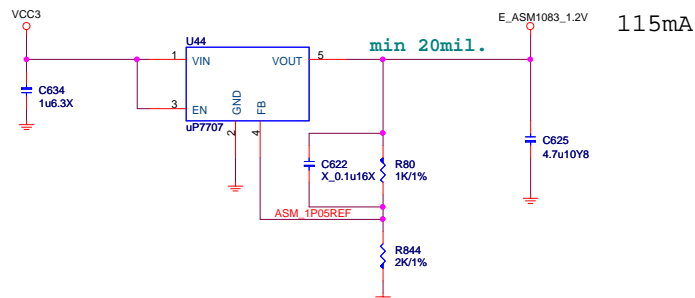 VCC3
E_ASM1083_1.2V
115mA
U44
min 20mil.
1
VIN
VOUT
5
C634
1u6.3X
3
EN
GND
FB
uP7707
2
4
C625
4.7u10Y8
C622
X_0.1u16X
R80
1K/1%
ASM_1P05REF
R844
2K/1%